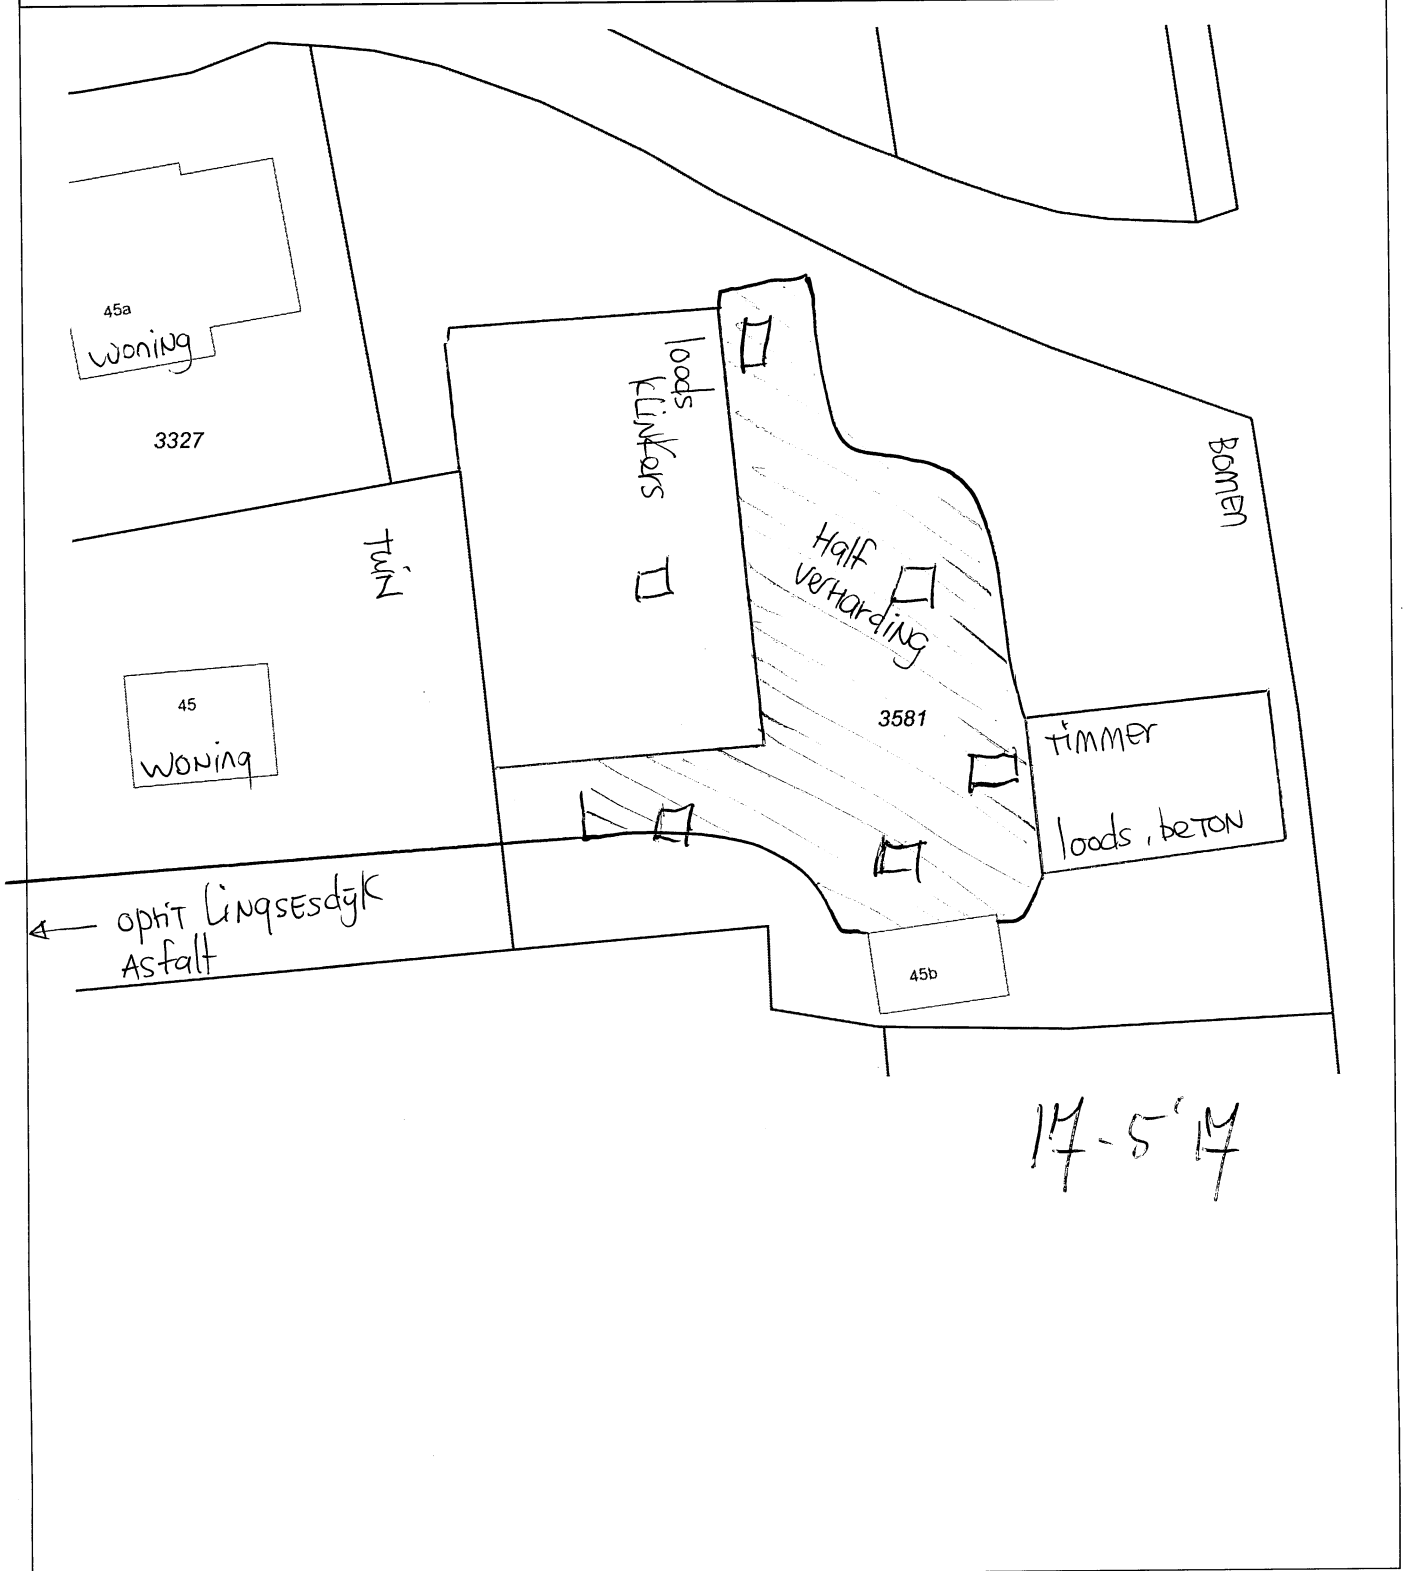 45a
woning
3327
loods
klinkers
Bomen
Tuin
Half
verharding
45
woning
3581
timmer
loods, beton
oprit Lingsesdijk
Asfalt
45b
17-5'17